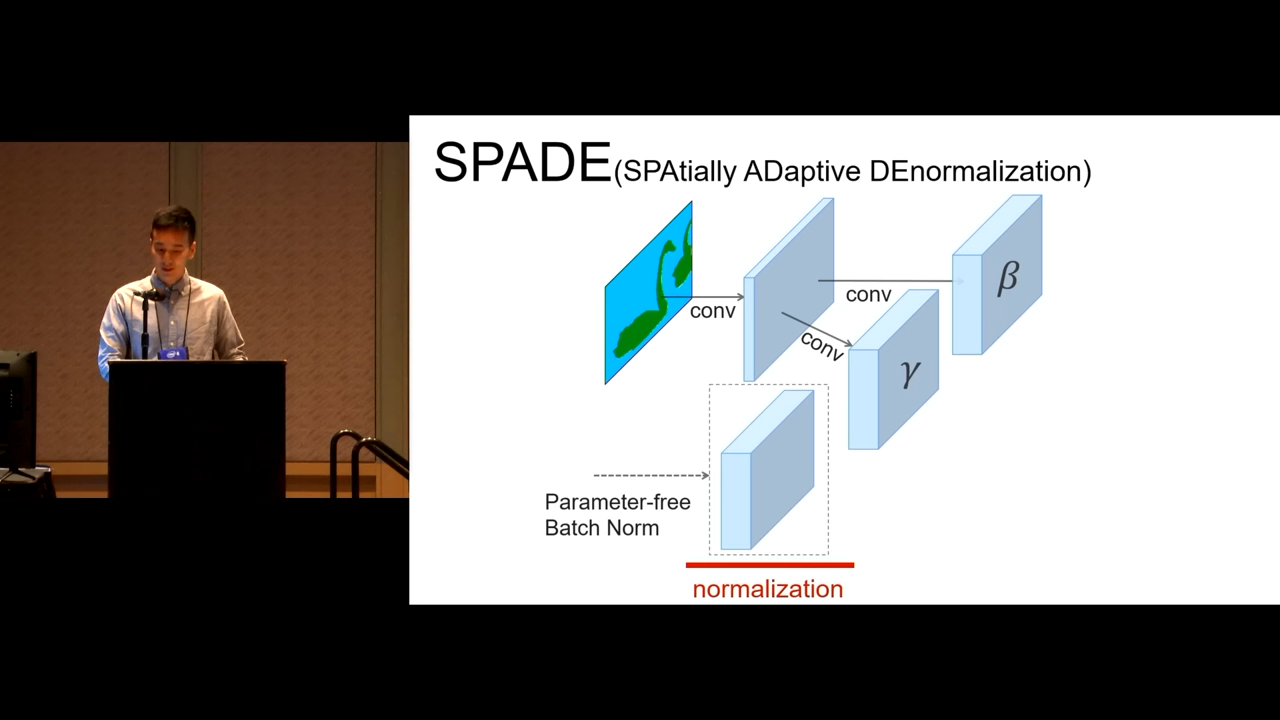 SPADE(SPAtially ADaptive DEnormalization)
conv
conv
conv
β
γ
Parameter-free
Batch Norm
normalization